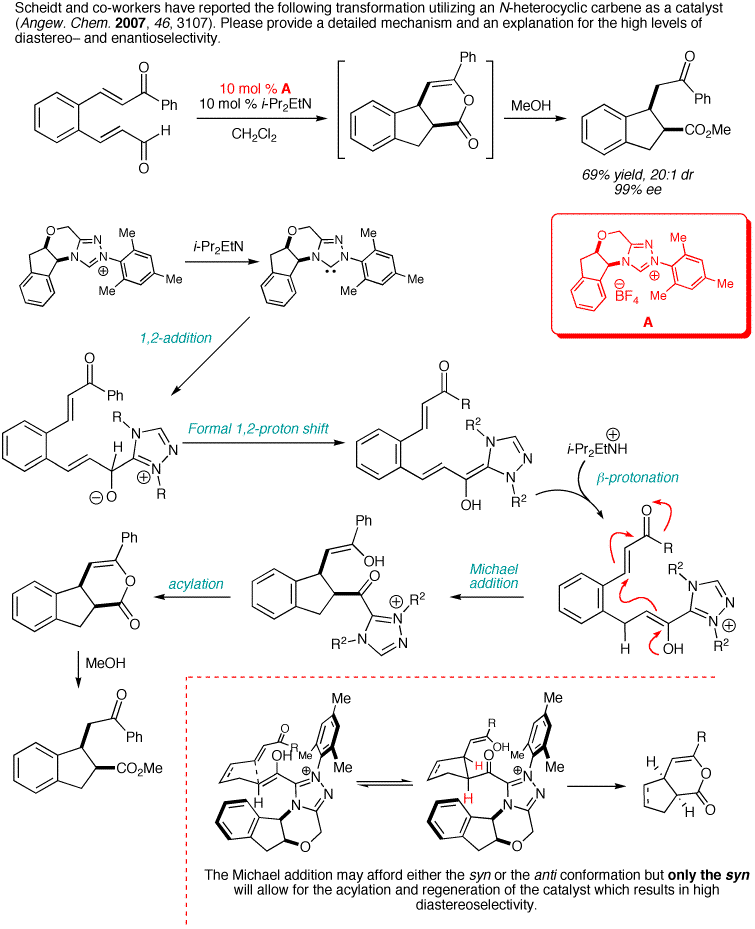 Scheidt and co-workers have reported the following transformation utilizing an N-heterocyclic carbene as a catalyst
(Angew. Chem. 2007, 46, 3107). Please provide a detailed mechanism and an explanation for the high levels of
diastereo– and enantioselectivity.
O
Ph
H
O
10 mol % A
10 mol % i-Pr2EtN
CH2Cl2
Ph
O
O
MeOH
O
Ph
CO2Me
69% yield, 20:1 dr
99% ee
O
N
N
N
⊕
Me
Me
Me
i-Pr2EtN
O
N
N
N
Me
Me
Me
O
N
N
N
⊕
Me
Me
Me
⊖
BF4
A
1,2-addition
O
Ph
R
N
H
N
N
⊕
R
O
⊖
Formal 1,2-proton shift
O
R
R2
N
N
N
R2
OH
i-Pr2EtNH
⊕
β-protonation
O
R
R2
N
N
N
⊕
R2
OH
H
Michael
addition
Ph
OH
O
R2
N
⊕
N
N
R2
acylation
Ph
O
O
MeOH
O
Ph
CO2Me
Me
O
R
OH
Me
Me
H
N
⊕
N
N
O
R
OH
O
H
H
Me
Me
Me
N
⊕
N
N
O
R
H
O
H
O
The Michael addition may afford either the syn or the anti conformation but only the syn
will allow for the acylation and regeneration of the catalyst which results in high
diastereoselectivity.